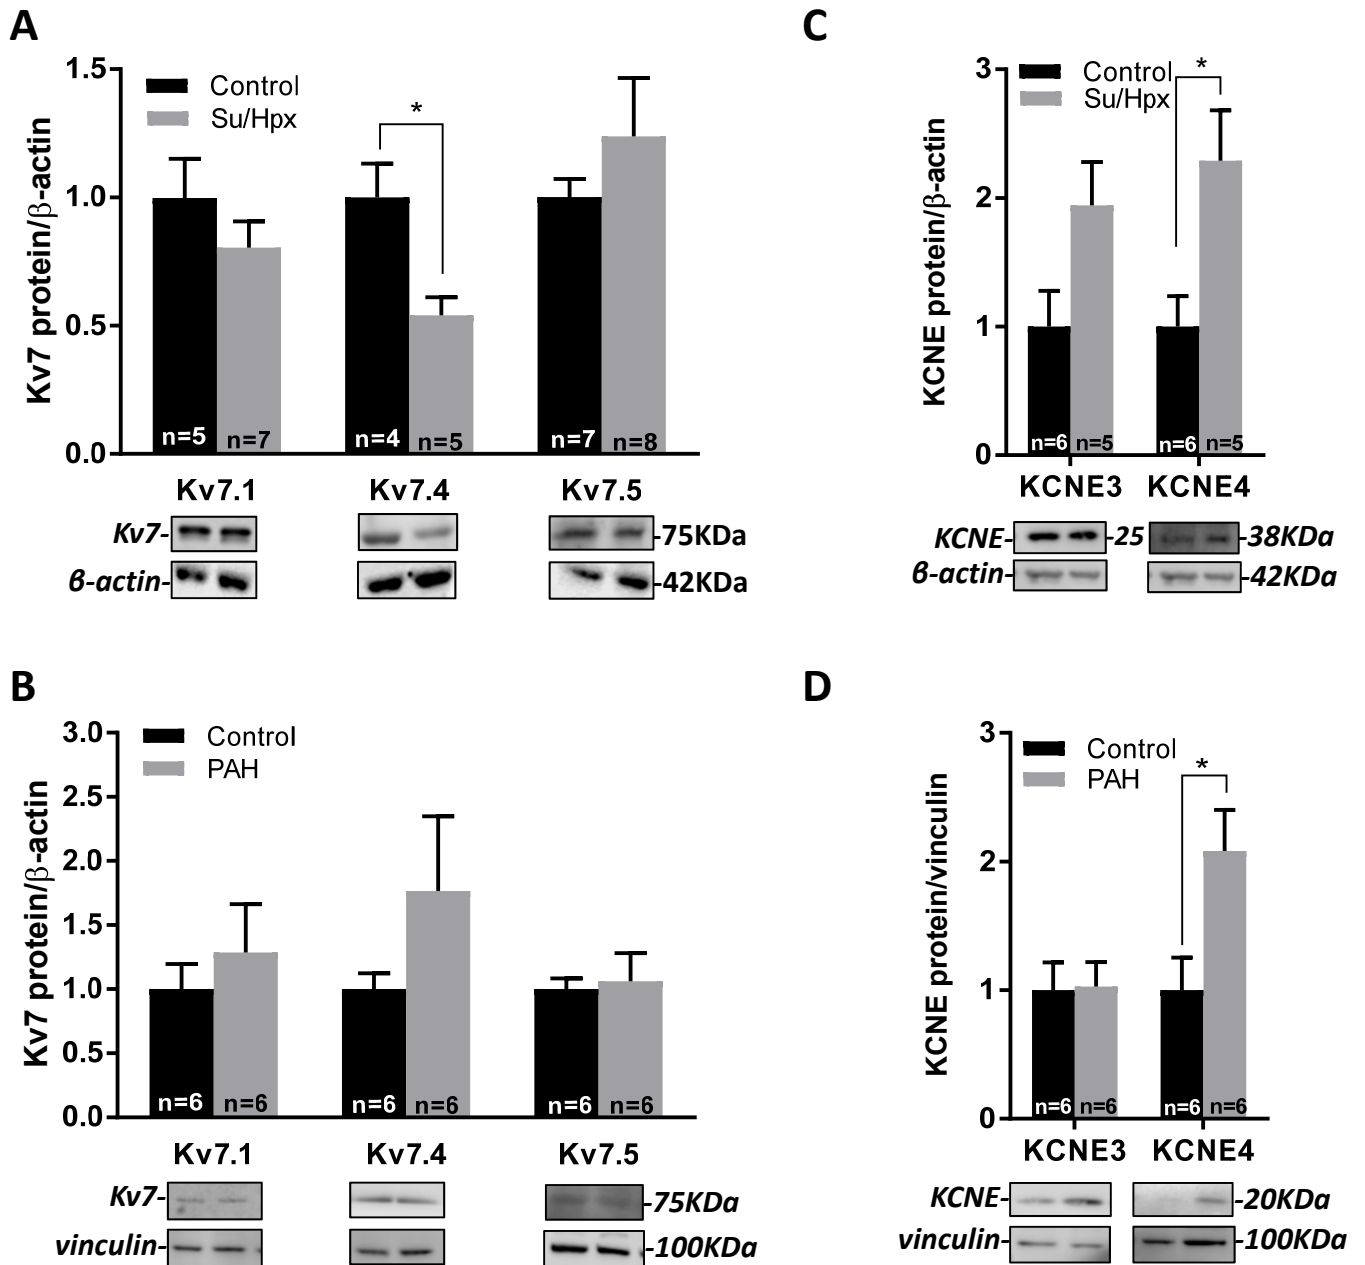 A
Kv7 protein/β-actin
1.5
1.0
0.5
0.0
Control
Su/Hpx
*
n=5
n=7
n=4
n=5
n=7
n=8
Kv7.1
Kv7.4
Kv7.5
Kv7-
-75KDa
β-actin-
-42KDa
C
KCNE protein/β-actin
3
2
1
0
Control
Su/Hpx
*
n=6
n=5
n=6
n=5
KCNE3
KCNE4
KCNE-
-25
-38KDa
β-actin-
-42KDa
B
Kv7 protein/β-actin
3.0
2.5
2.0
1.5
1.0
0.5
0.0
Control
PAH
n=6
n=6
n=6
n=6
n=6
n=6
Kv7.1
Kv7.4
Kv7.5
Kv7-
-75KDa
vinculin-
-100KDa
D
KCNE protein/vinculin
3
2
1
0
Control
PAH
*
n=6
n=6
n=6
n=6
KCNE3
KCNE4
KCNE-
-20KDa
vinculin-
-100KDa